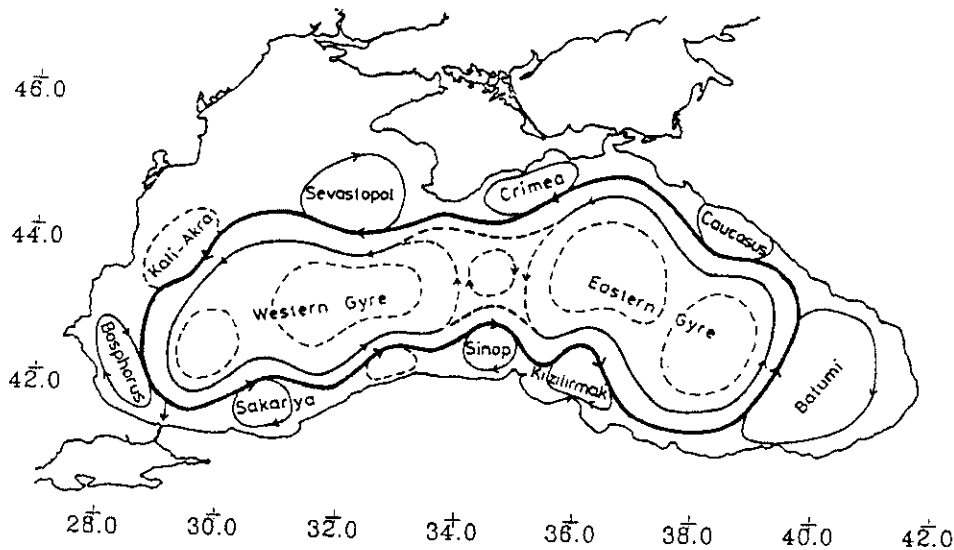 46.0
Sevastopol
Crimea
44.0
Kali-Akra
Caucasus
Western Gyre
Eastern Gyre
Bosphorus
42.0
Sinop
Sakarya
Kızılırmak
Batumi
28.0 30.0 32.0 34.0 36.0 38.0 40.0 42.0